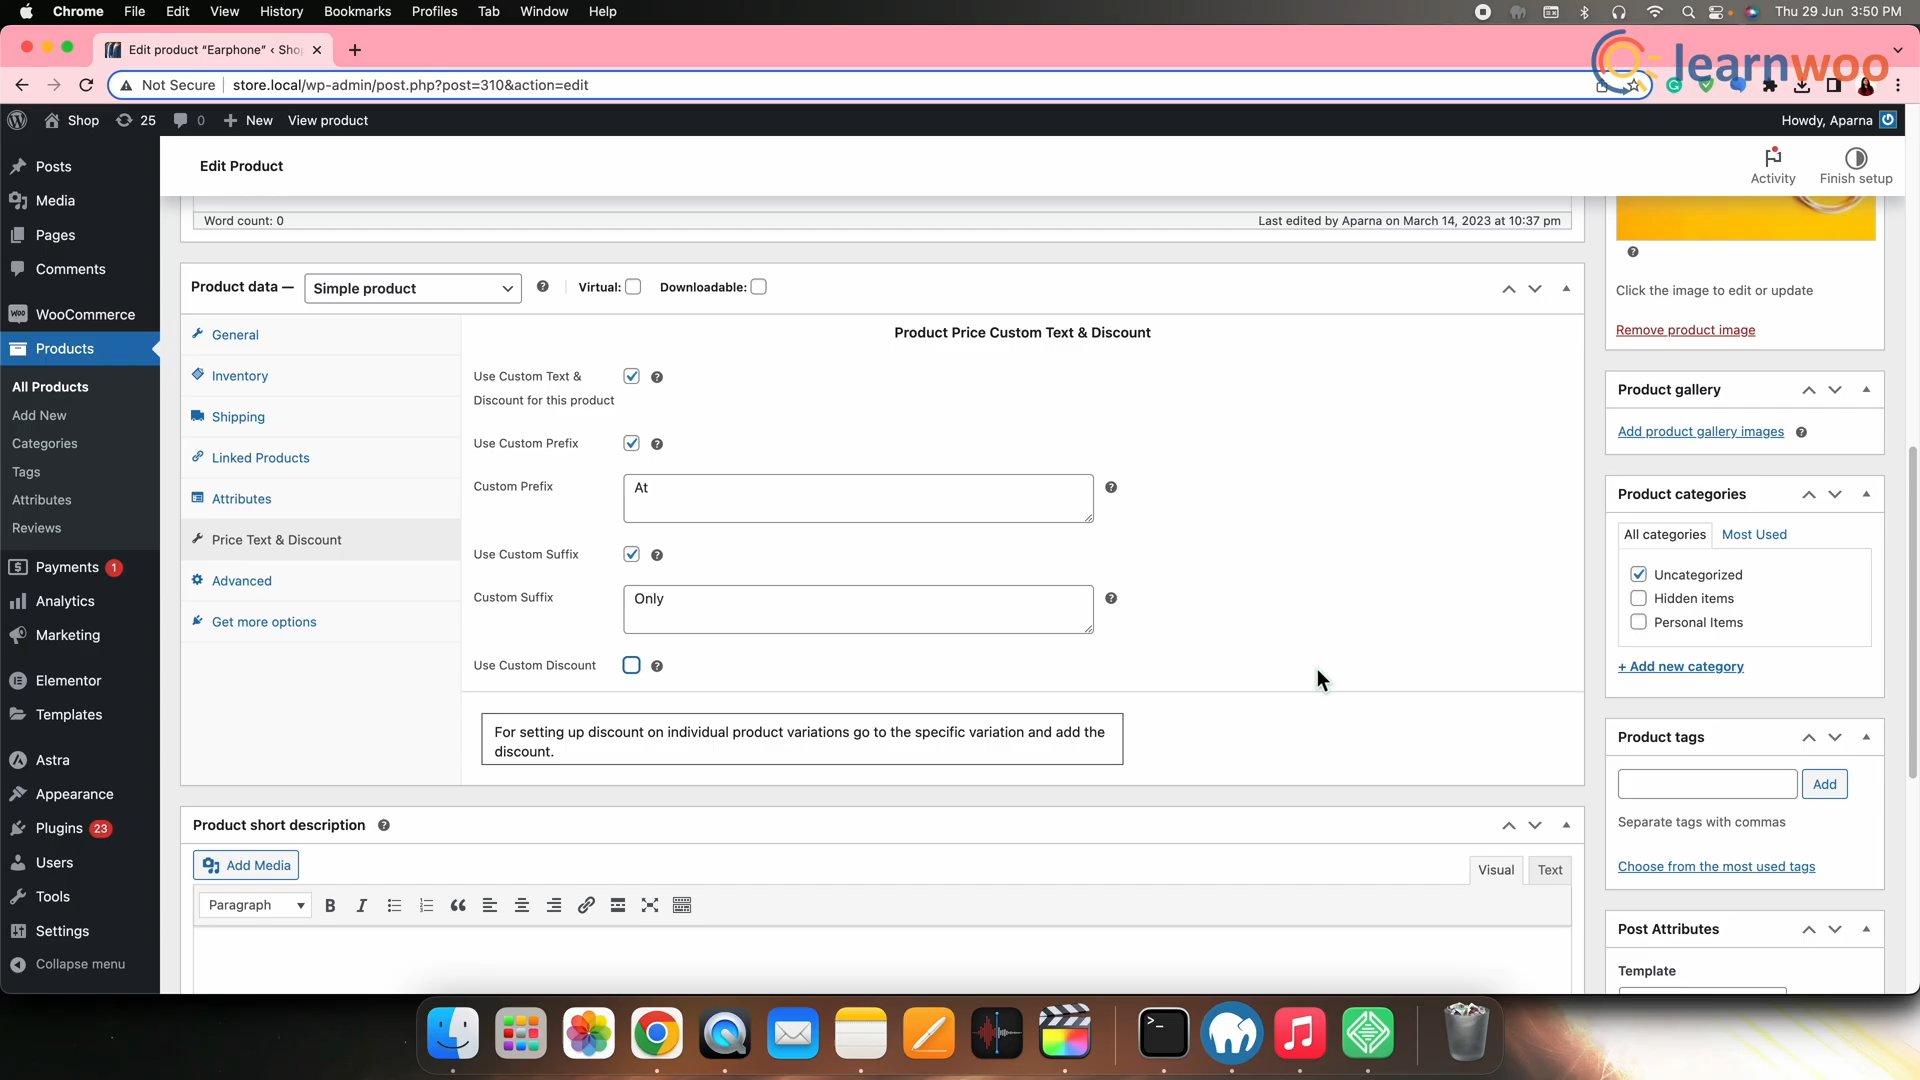 Chrome File Edit View History Bookmarks Profiles Tab Window Help Thu 29 Jun 3:50 PM
Edit product “Earphone” ‹ Sho
learnwoo
Not Secure store.local/wp-admin/post.php?post=310&action=edit
Shop 25 0 New View product Howdy, Aparna
Posts
Media
Pages
Comments
WooCommerce
Products
All Products
Add New
Categories
Tags
Attributes
Reviews
Payments 1
Analytics
Marketing
Elementor
Templates
Astra
Appearance
Plugins 23
Users
Tools
Settings
Collapse menu
Edit Product
Activity
Finish setup
Word count: 0 Last edited by Aparna on March 14, 2023 at 10:37 pm
Product data — Simple product Virtual: Downloadable:
General
Inventory
Shipping
Linked Products
Attributes
Price Text & Discount
Advanced
Get more options
Product Price Custom Text & Discount
Use Custom Text &
Discount for this product
Use Custom Prefix
Custom Prefix At
Use Custom Suffix
Custom Suffix Only
Use Custom Discount
For setting up discount on individual product variations go to the specific variation and add the
discount.
Product short description
Add Media
Visual Text
Paragraph
Click the image to edit or update
Remove product image
Product gallery
Add product gallery images
Product categories
All categories Most Used
Uncategorized
Hidden items
Personal Items
+ Add new category
Product tags
Add
Separate tags with commas
Choose from the most used tags
Post Attributes
Template